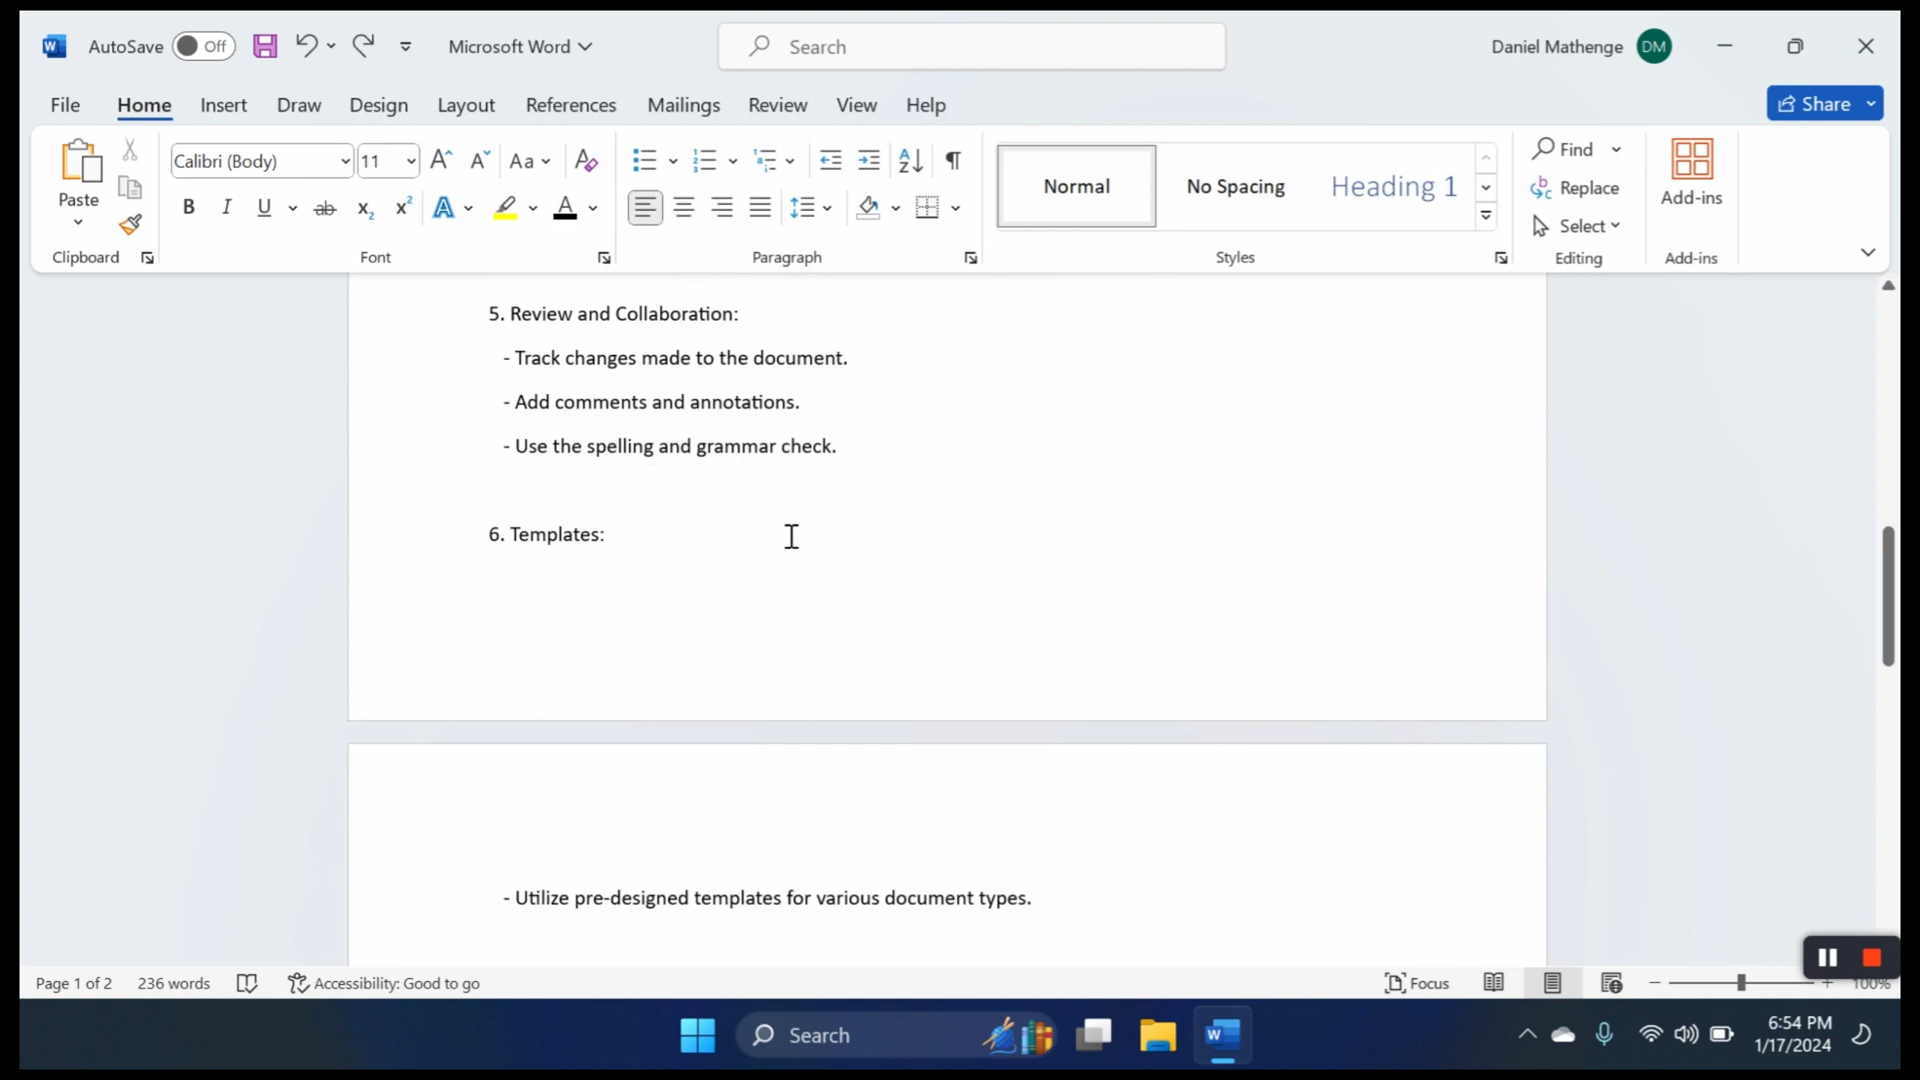 AutoSave Off Microsoft Word Search Daniel Mathenge DM
File Home Insert Draw Design Layout References Mailings Review View Help Share
Paste Calibri (Body) 11 Aa Normal No Spacing Heading 1 Find Replace Select Add-ins
Clipboard Font Paragraph Styles Editing Add-ins
5. Review and Collaboration:
- Track changes made to the document.
- Add comments and annotations.
- Use the spelling and grammar check.
6. Templates:
- Utilize pre-designed templates for various document types.
Page 1 of 2 236 words Accessibility: Good to go Focus 100%
Search 6:54 PM
1/17/2024